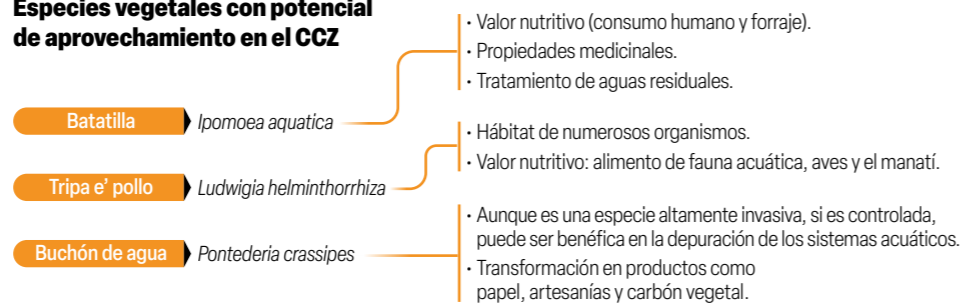 Especies vegetales con potencial
de aprovechamiento en el CCZ
Batatilla
Ipomoea aquatica
· Valor nutritivo (consumo humano y forraje).
· Propiedades medicinales.
· Tratamiento de aguas residuales.
Tripa e’ pollo
Ludwigia helminthorrhiza
· Hábitat de numerosos organismos.
· Valor nutritivo: alimento de fauna acuática, aves y el manatí.
Buchón de agua
Pontederia crassipes
· Aunque es una especie altamente invasiva, si es controlada,
puede ser benéfica en la depuración de los sistemas acuáticos.
· Transformación en productos como
papel, artesanías y carbón vegetal.